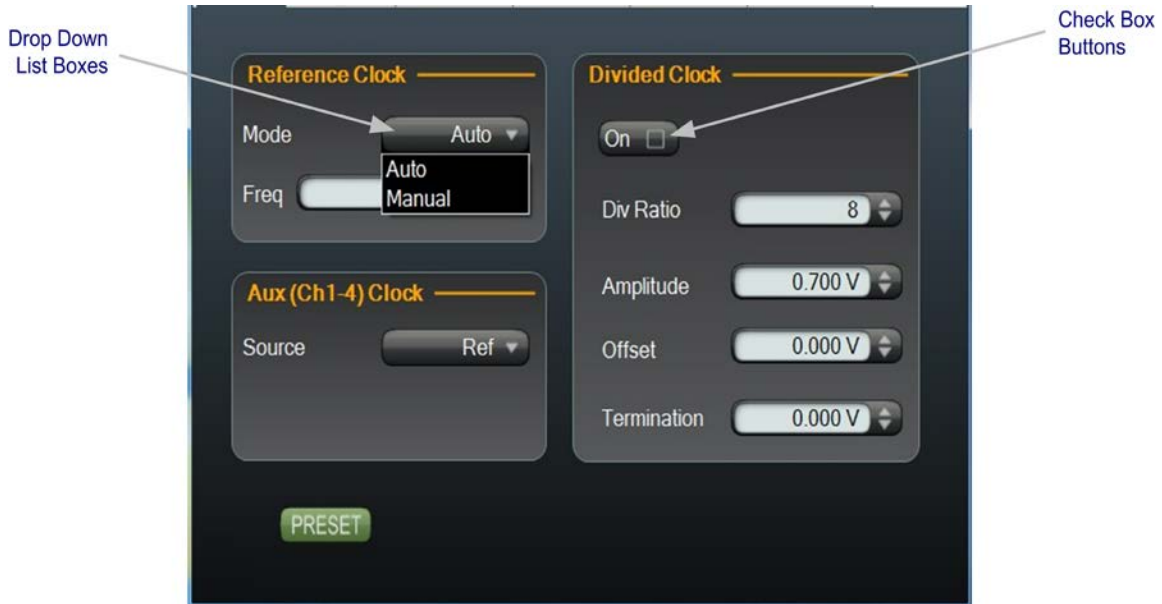 Drop Down
List Boxes
Check Box
Buttons
Reference Clock
Mode Auto
Auto
Manual
Freq
Aux (Ch1-4) Clock
Source Ref
PRESET
Divided Clock
On
Div Ratio 8
Amplitude 0.700 V
Offset 0.000 V
Termination 0.000 V